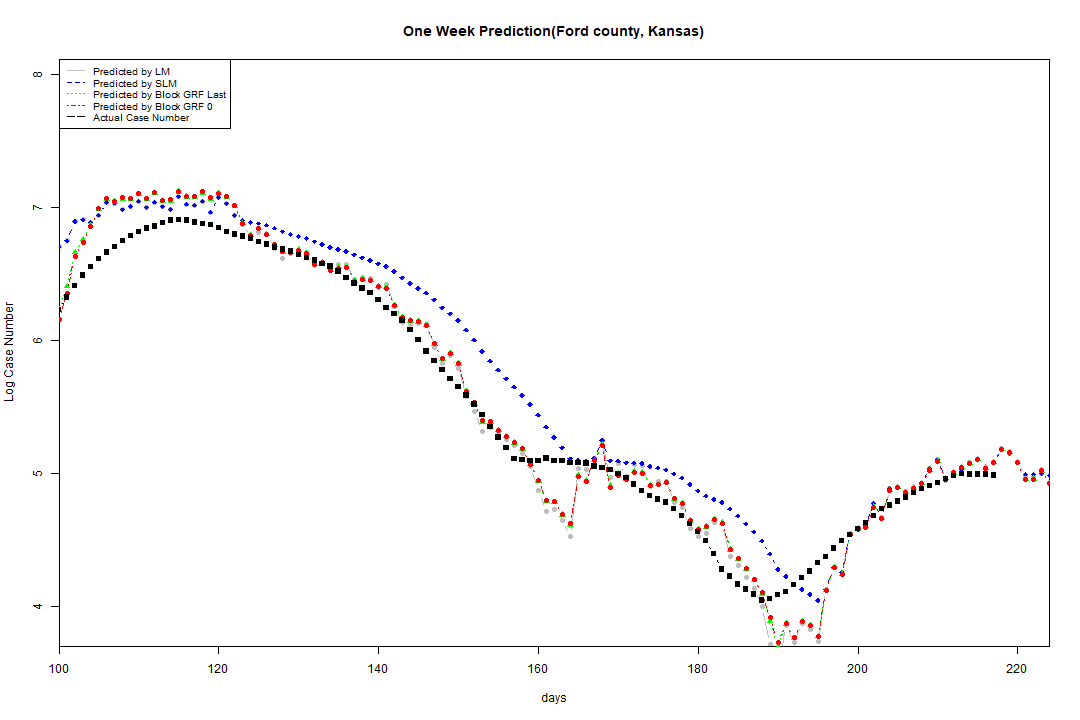 One Week Prediction(Ford county, Kansas)
Predicted by LM
Predicted by SLM
Predicted by Block GRF Last
Predicted by Block GRF 0
Actual Case Number
8
7
6
5
4
Log Case Number
100 120 140 160 180 200 220
days